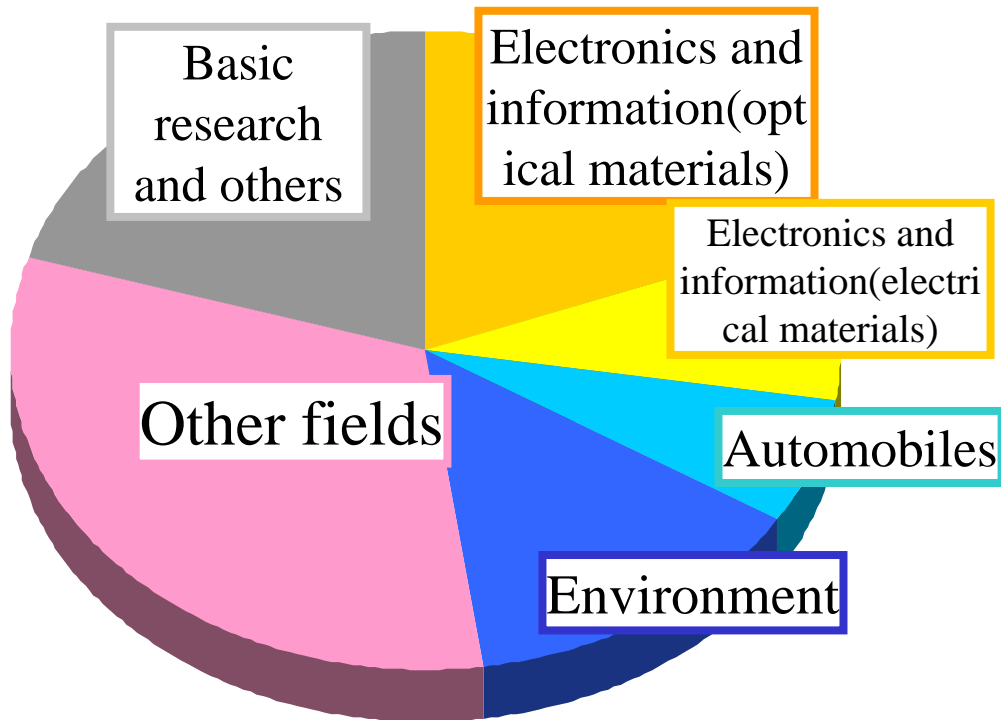 Basic
research
and others
Electronics and
information(opt
ical materials)
Electronics and
information(electri
cal materials)
Other fields
Automobiles
Environment